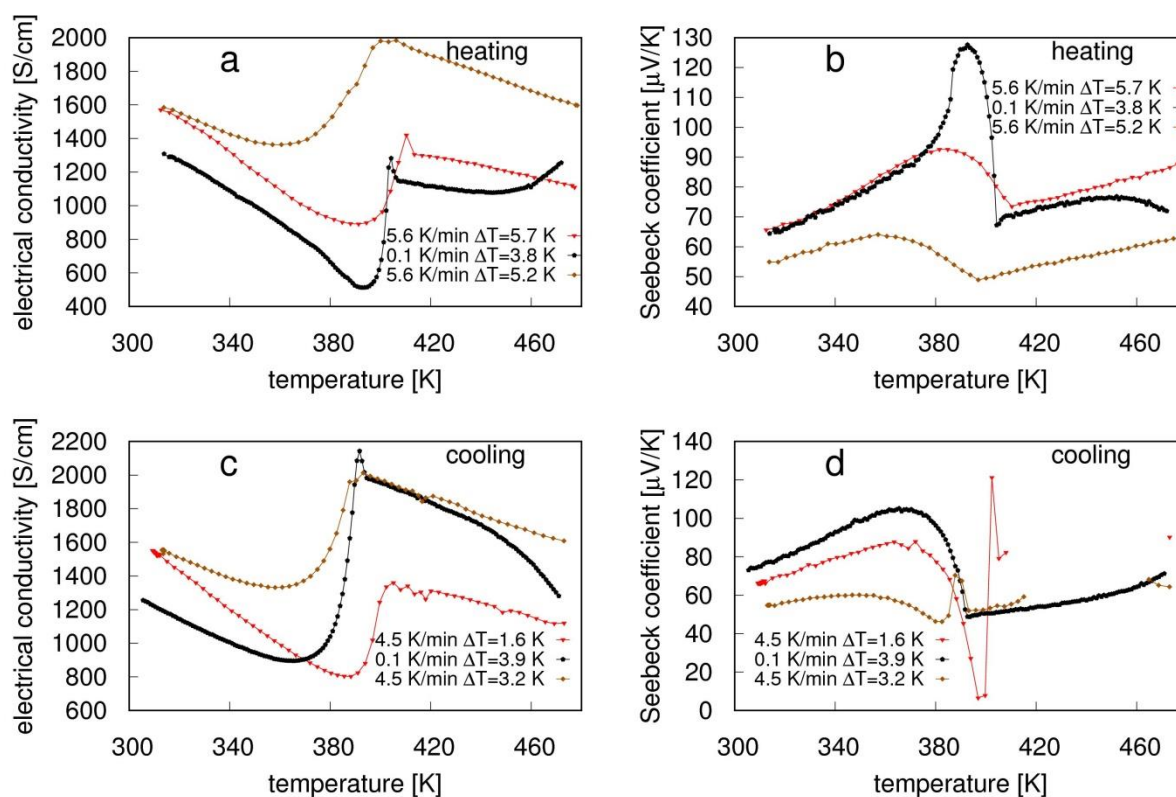 a
heating
electrical conductivity [S/cm]
2000
1800
1600
1400
1200
1000
800
600
400
5.6 K/min ΔT=5.7 K
0.1 K/min ΔT=3.8 K
5.6 K/min ΔT=5.2 K
300 340 380 420 460
temperature [K]
b
heating
Seebeck coefficient [μV/K]
130
120
110
100
90
80
70
60
50
40
5.6 K/min ΔT=5.7 K
0.1 K/min ΔT=3.8 K
5.6 K/min ΔT=5.2 K
300 340 380 420 460
temperature [K]
c
cooling
electrical conductivity [S/cm]
2200
2000
1800
1600
1400
1200
1000
800
600
4.5 K/min ΔT=1.6 K
0.1 K/min ΔT=3.9 K
4.5 K/min ΔT=3.2 K
300 340 380 420 460
temperature [K]
d
cooling
Seebeck coefficient [μV/K]
140
120
100
80
60
40
20
0
4.5 K/min ΔT=1.6 K
0.1 K/min ΔT=3.9 K
4.5 K/min ΔT=3.2 K
300 340 380 420 460
temperature [K]